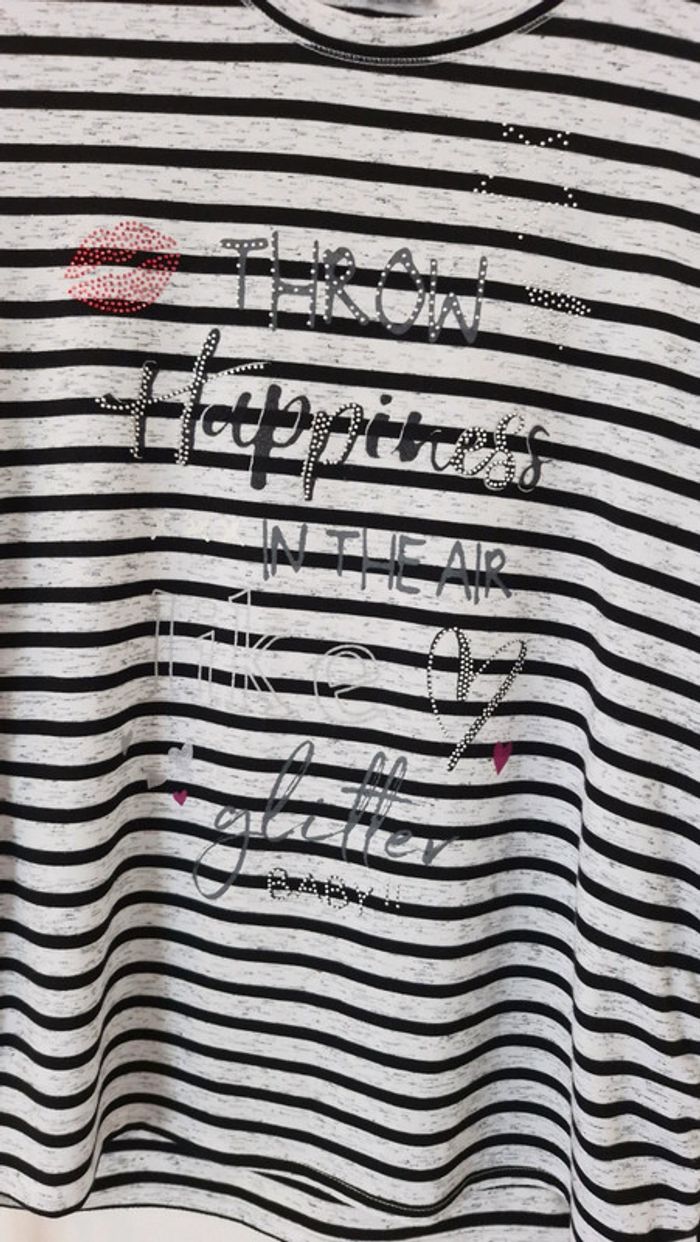 THROW
Happiness
IN THE AIR
like
glitter
BABY!!